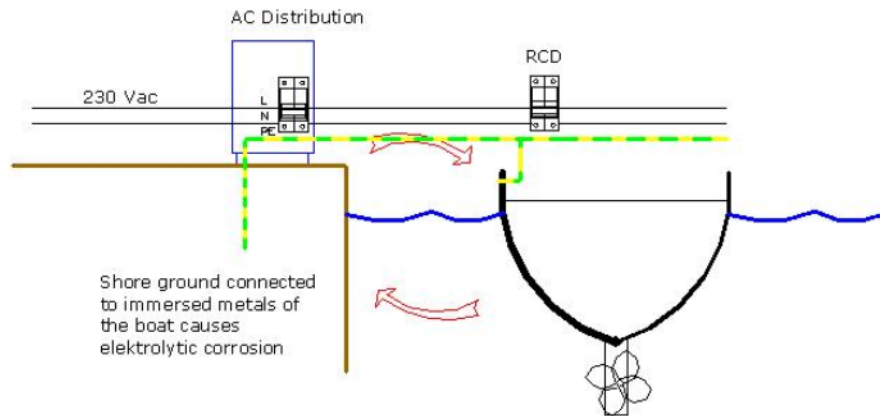 AC Distribution
RCD
230 Vac
L
N
PE
Shore ground connected
to immersed metals of
the boat causes
elektrolytic corrosion